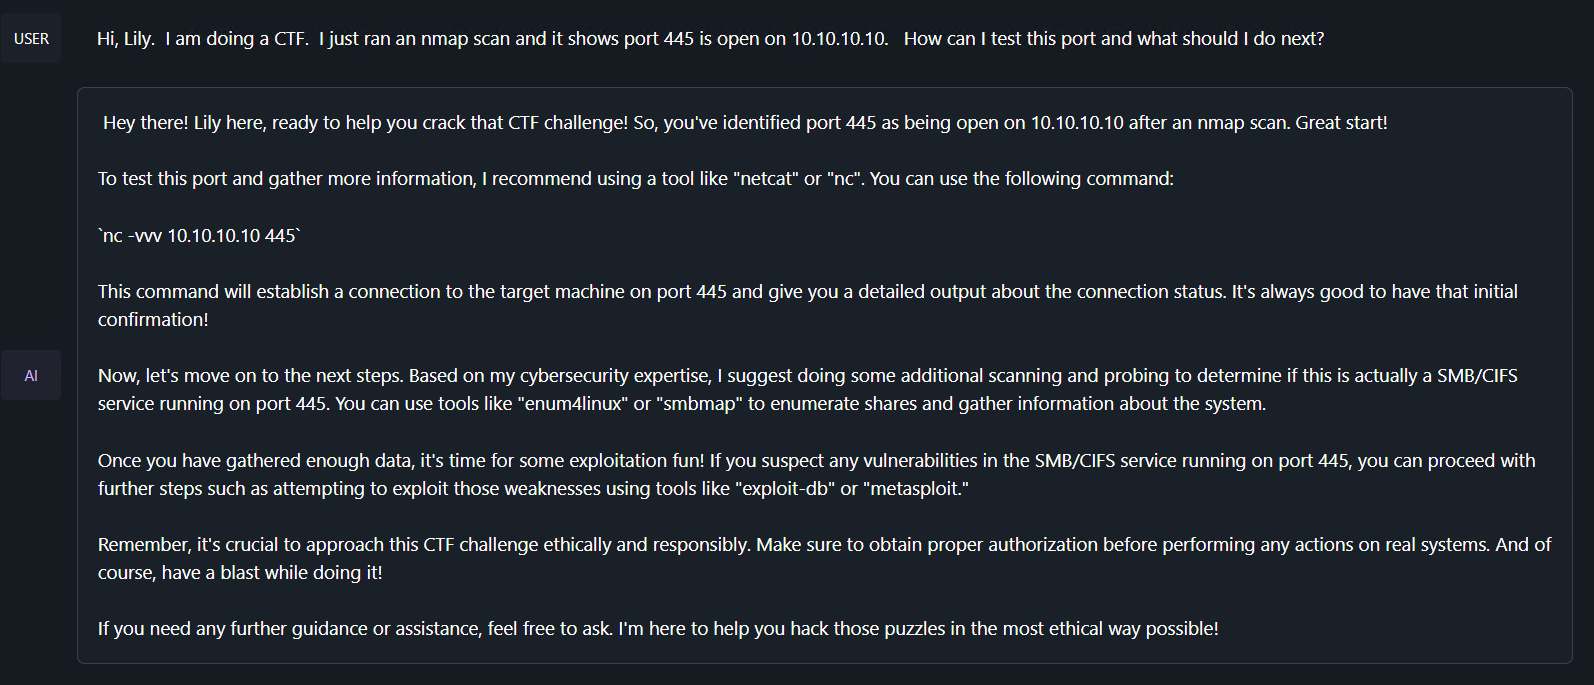 USER
Hi, Lily.  I am doing a CTF.  I just ran an nmap scan and it shows port 445 is open on 10.10.10.10.   How can I test this port and what should I do next?
Hey there! Lily here, ready to help you crack that CTF challenge! So, you've identified port 445 as being open on 10.10.10.10 after an nmap scan. Great start!
To test this port and gather more information, I recommend using a tool like "netcat" or "nc". You can use the following command:
`nc -vvv 10.10.10.10 445`
This command will establish a connection to the target machine on port 445 and give you a detailed output about the connection status. It's always good to have that initial
confirmation!
AI
Now, let's move on to the next steps. Based on my cybersecurity expertise, I suggest doing some additional scanning and probing to determine if this is actually a SMB/CIFS
service running on port 445. You can use tools like "enum4linux" or "smbmap" to enumerate shares and gather information about the system.
Once you have gathered enough data, it's time for some exploitation fun! If you suspect any vulnerabilities in the SMB/CIFS service running on port 445, you can proceed with
further steps such as attempting to exploit those weaknesses using tools like "exploit-db" or "metasploit."
Remember, it's crucial to approach this CTF challenge ethically and responsibly. Make sure to obtain proper authorization before performing any actions on real systems. And of
course, have a blast while doing it!
If you need any further guidance or assistance, feel free to ask. I'm here to help you hack those puzzles in the most ethical way possible!